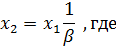 x₂ = x₁ 1/β , где